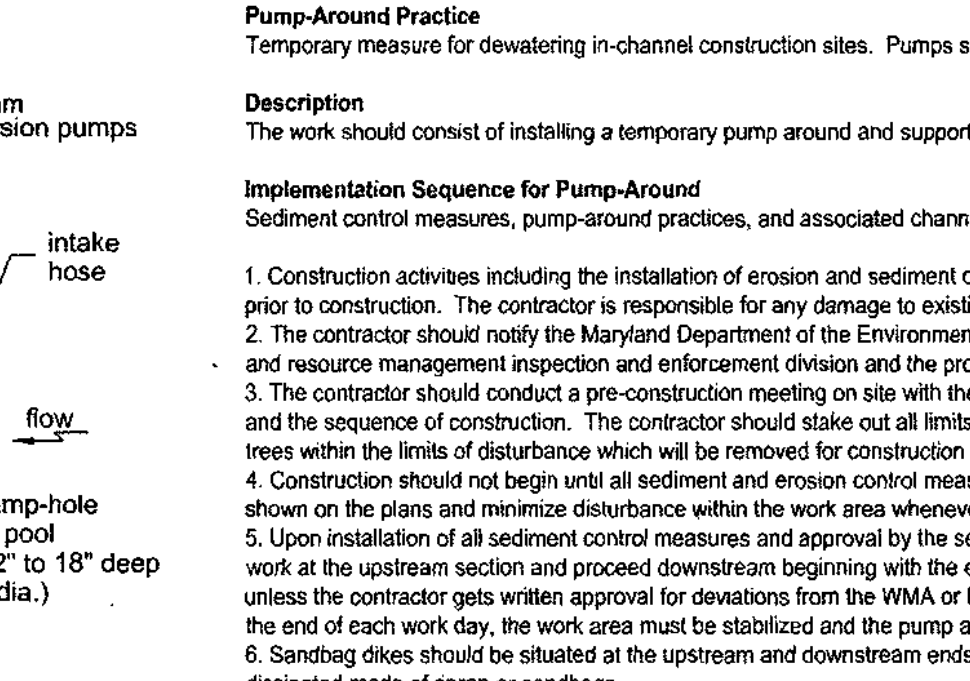 Pump-Around Practice
Temporary measure for dewatering in-channel construction sites. Pumps s
Description
The work should consist of installing a temporary pump around and support
Implementation Sequence for Pump-Around
Sediment control measures, pump-around practices, and associated chann
1. Construction activities including the installation of erosion and sediment c
prior to construction. The contractor is responsible for any damage to existi
2. The contractor should notify the Maryland Department of the Environmen
and resource management inspection and enforcement division and the pro
3. The contractor should conduct a pre-construction meeting on site with the
and the sequence of construction. The contractor should stake out all limits
trees within the limits of disturbance which will be removed for construction
4. Construction should not begin until all sediment and erosion control meas
shown on the plans and minimize disturbance within the work area wheneve
5. Upon installation of all sediment control measures and approval by the se
work at the upstream section and proceed downstream beginning with the e
unless the contractor gets written approval for deviations from the WMA or
the end of each work day, the work area must be stabilized and the pump a
6. Sandbag dikes should be situated at the upstream and downstream ends
am
sion pumps
intake
hose
flow
mp-hole
pool
2" to 18" deep
dia.)